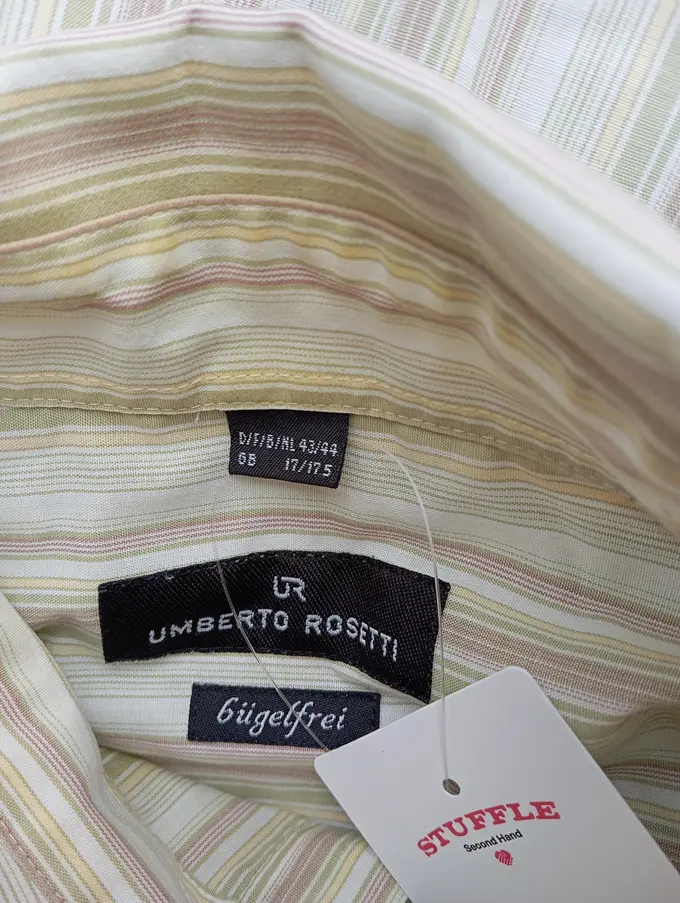 D/F/B/NL 43/44
GB 17/17.5
UR
UMBERTO ROSETTI
bügelfrei
STUFFLE
Second Hand